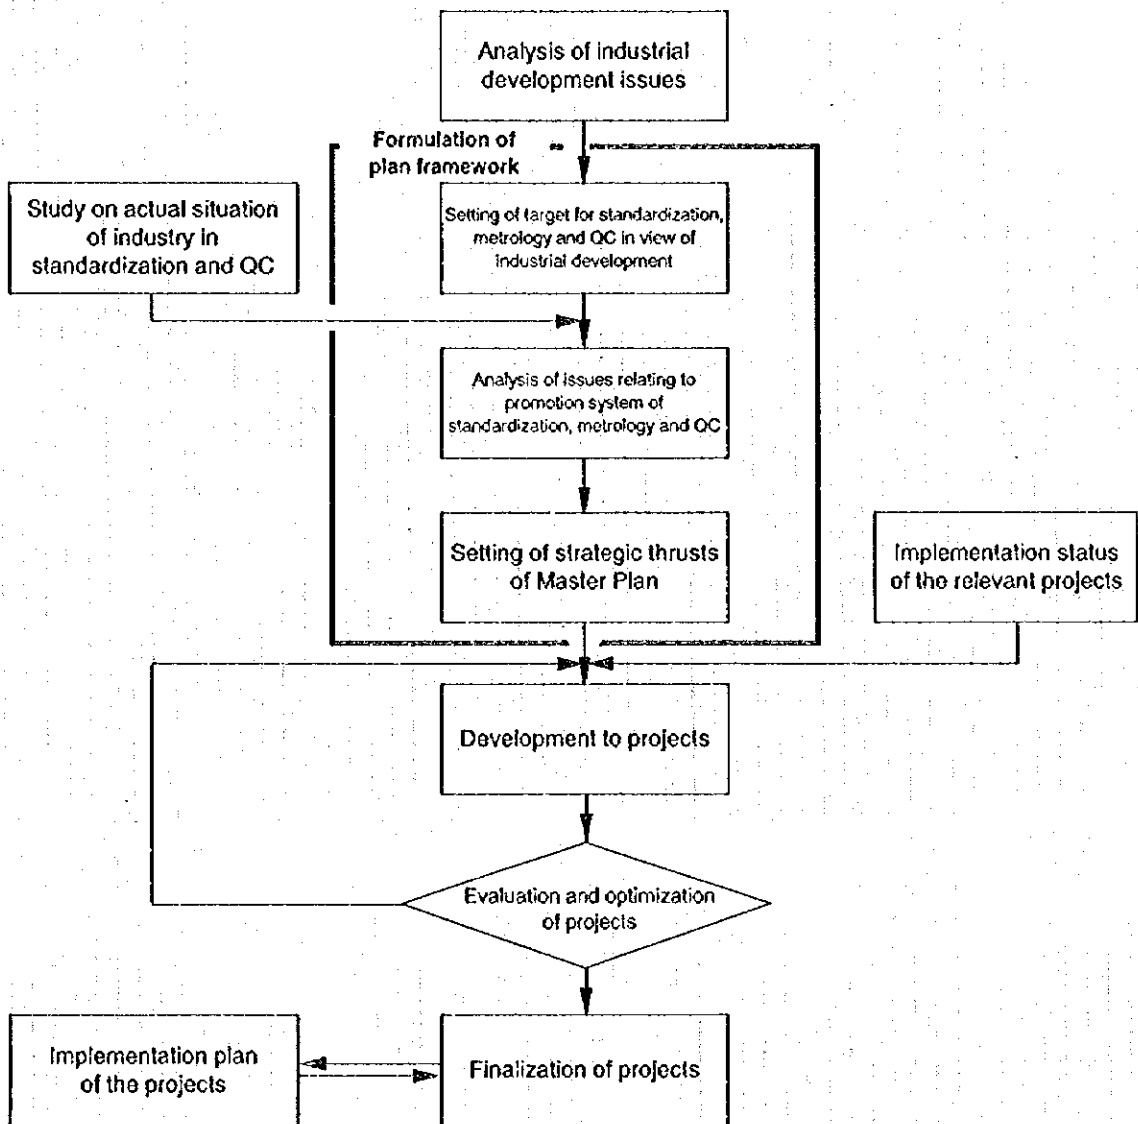 Analysis of industrial
development issues
Formulation of
plan framework
Study on actual situation
of industry in
standardization and QC
Setting of target for standardization,
metrology and QC in view of
industrial development
Analysis of issues relating to
promotion system of
standardization, metrology and QC
Setting of strategic thrusts
of Master Plan
Implementation status
of the relevant projects
Development to projects
Evaluation and optimization
of projects
Implementation plan
of the projects
Finalization of projects